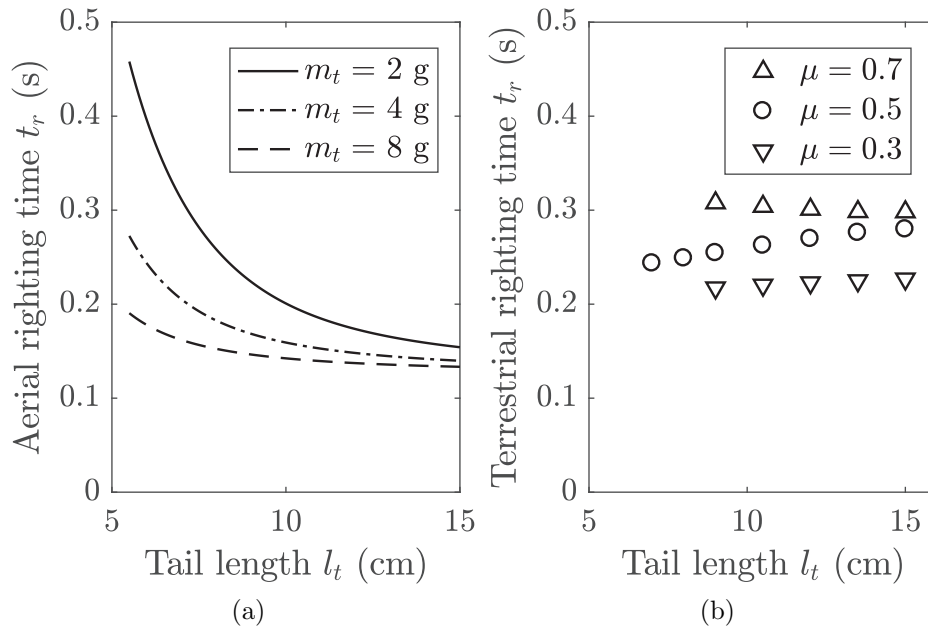 Aerial righting time t_r (s)
0.5
0.4
0.3
0.2
0.1
0
5
10
15
m_t = 2 g
m_t = 4 g
m_t = 8 g
Tail length l_t (cm)
(a)
Terrestrial righting time t_r (s)
0.5
0.4
0.3
0.2
0.1
0
5
10
15
μ = 0.7
μ = 0.5
μ = 0.3
Tail length l_t (cm)
(b)